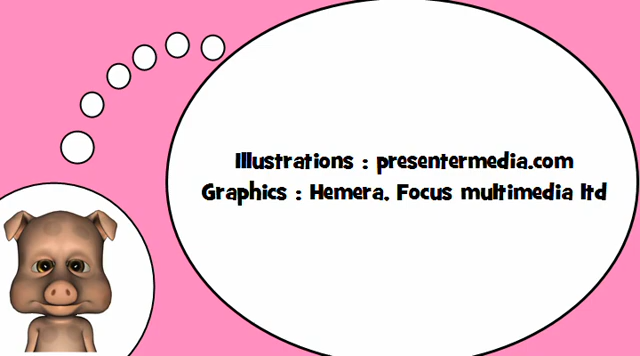 Illustrations : presentermedia.com
Graphics : Hemera. Focus multimedia ltd